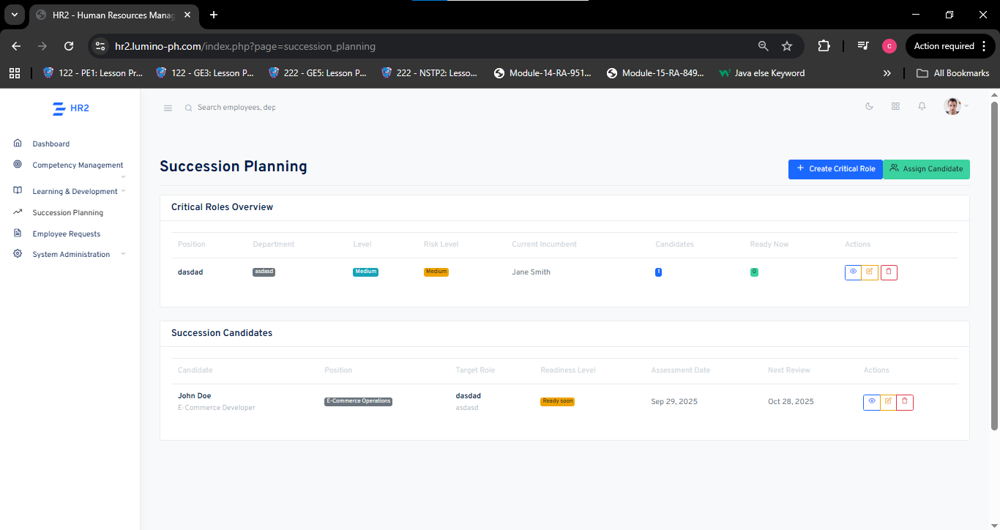 HR2 - Human Resources Manag
hr2.lumino-ph.com/index.php?page=succession_planning
c
Action required
122 - PE1: Lesson Pr...
122 - GE3: Lesson P...
222 - GE5: Lesson P...
222 - NSTP2: Lesso...
Module-14-RA-951...
Module-15-RA-849...
Java else Keyword
All Bookmarks
HR2
Search employees, dep
Dashboard
Competency Management
Learning & Development
Succession Planning
Employee Requests
System Administration
Succession Planning
Create Critical Role
Assign Candidate
Critical Roles Overview
Position Department Level Risk Level Current Incumbent Candidates Ready Now Actions
dasdad asdasd Medium Medium Jane Smith 1 0
Succession Candidates
Candidate Position Target Role Readiness Level Assessment Date Next Review Actions
John Doe E-Commerce Operations dasdad Ready soon Sep 29, 2025 Oct 28, 2025
E-Commerce Developer asdasd